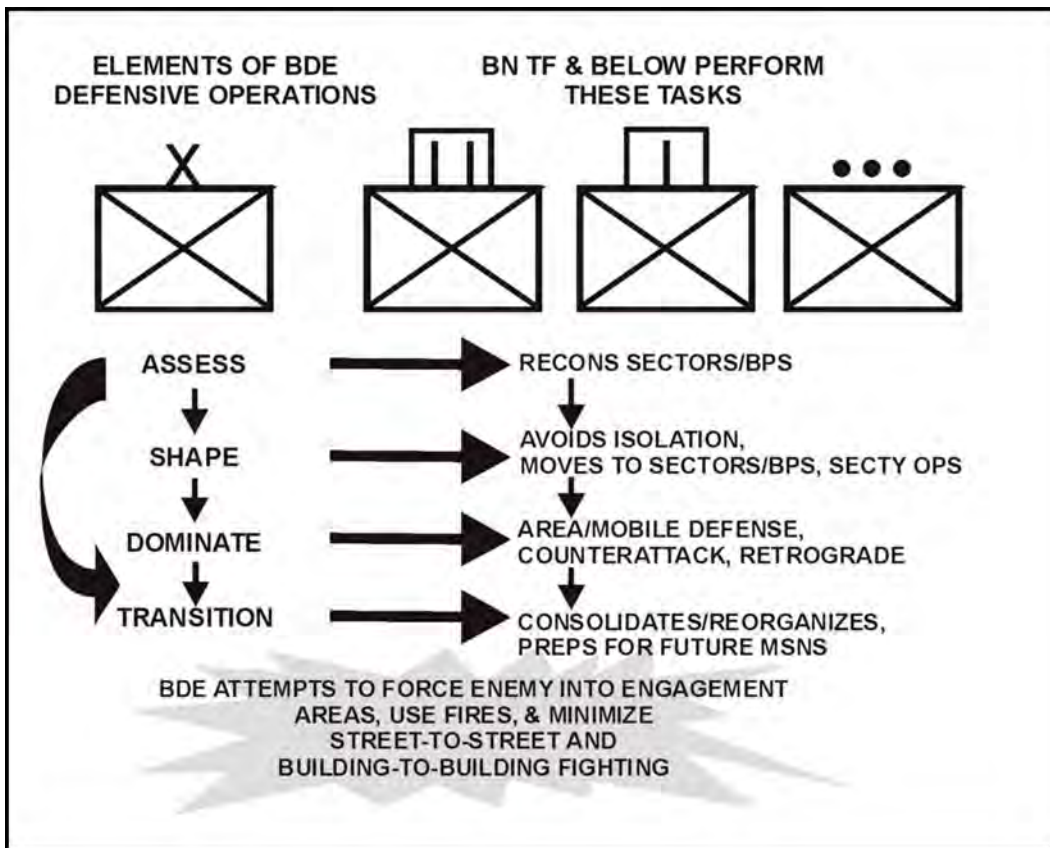 ELEMENTS OF BDE
DEFENSIVE OPERATIONS
BN TF & BELOW PERFORM
THESE TASKS
X
ASSESS
RECONS SECTORS/BPS
SHAPE
AVOIDS ISOLATION,
MOVES TO SECTORS/BPS, SECTY OPS
DOMINATE
AREA/MOBILE DEFENSE,
COUNTERATTACK, RETROGRADE
TRANSITION
CONSOLIDATES/REORGANIZES,
PREPS FOR FUTURE MSNS
BDE ATTEMPTS TO FORCE ENEMY INTO ENGAGEMENT
AREAS, USE FIRES, & MINIMIZE
STREET-TO-STREET AND
BUILDING-TO-BUILDING FIGHTING